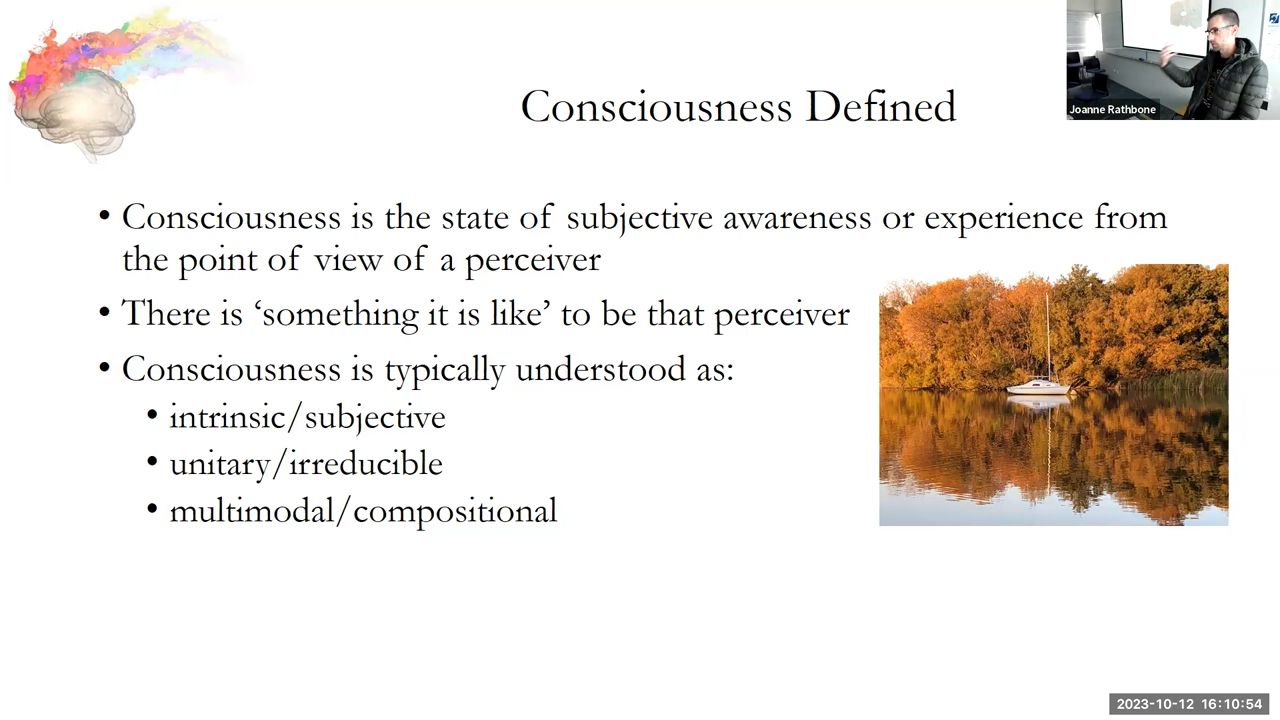 Consciousness Defined
Joanne Rathbone
• Consciousness is the state of subjective awareness or experience from
the point of view of a perceiver
• There is ‘something it is like’ to be that perceiver
• Consciousness is typically understood as:
• intrinsic/subjective
• unitary/irreducible
• multimodal/compositional
2023-10-12 16:10:54